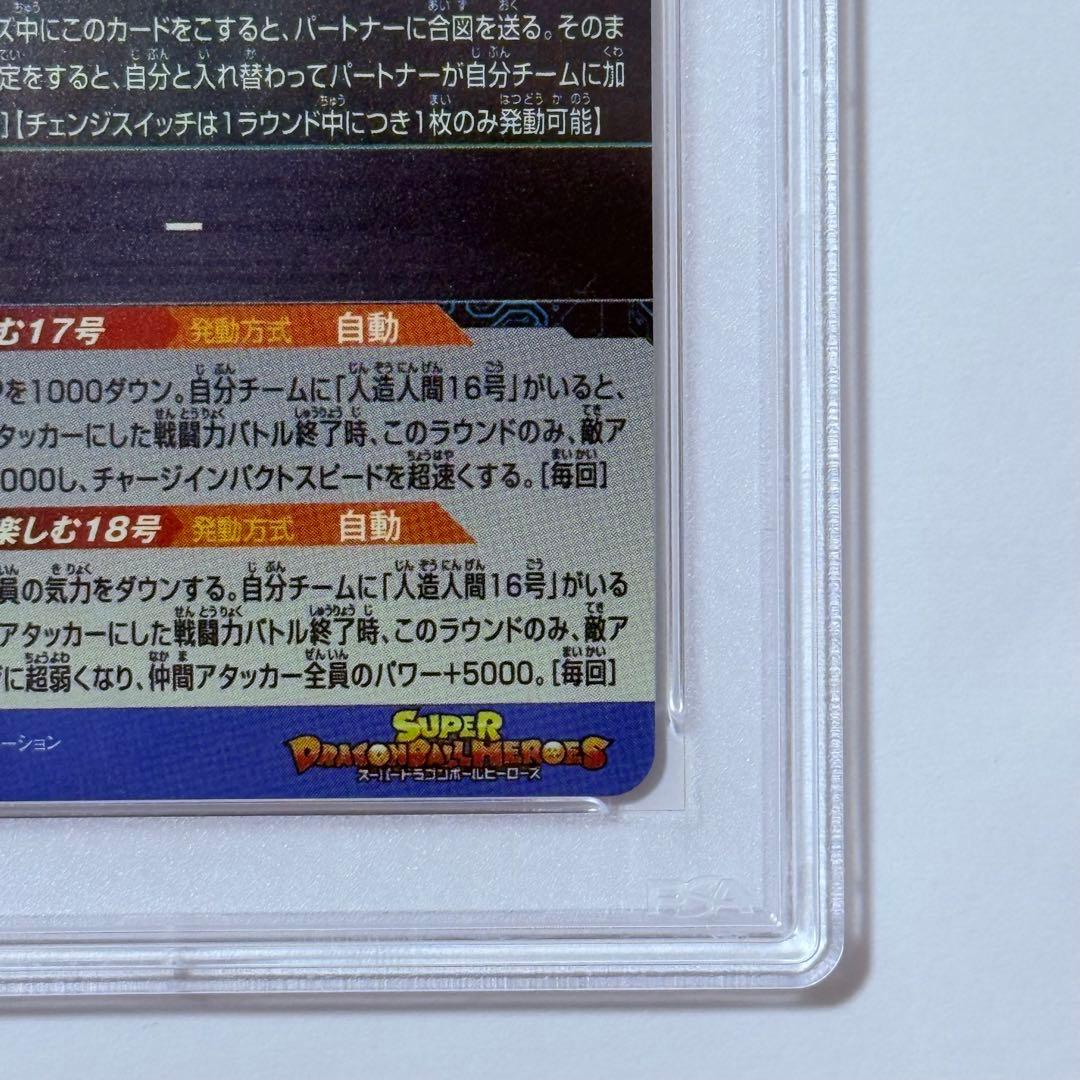 ズ中にこのカードをこすると、パートナーに合図を送る。そのま
定をすると、自分と入れ替わってパートナーが自分チームに加
]【チェンジスイッチは1ラウンド中につき1枚のみ発動可能】
む17号 発動方式 自動
を1000ダウン。自分チームに「人造人間16号」がいると、
タッカーにした戦闘力バトル終了時、このラウンドのみ、敵ア
000し、チャージインパクトスピードを超速くする。[毎回]
楽しむ18号 発動方式 自動
員の気力をダウンする。自分チームに「人造人間16号」がいる
アタッカーにした戦闘力バトル終了時、このラウンドのみ、敵ア
に超弱くなり、仲間アタッカー全員のパワー+5000。[毎回]
ーション
SUPER
DRAGONBALL HEROES
スーパードラゴンボールヒーローズ
PSA